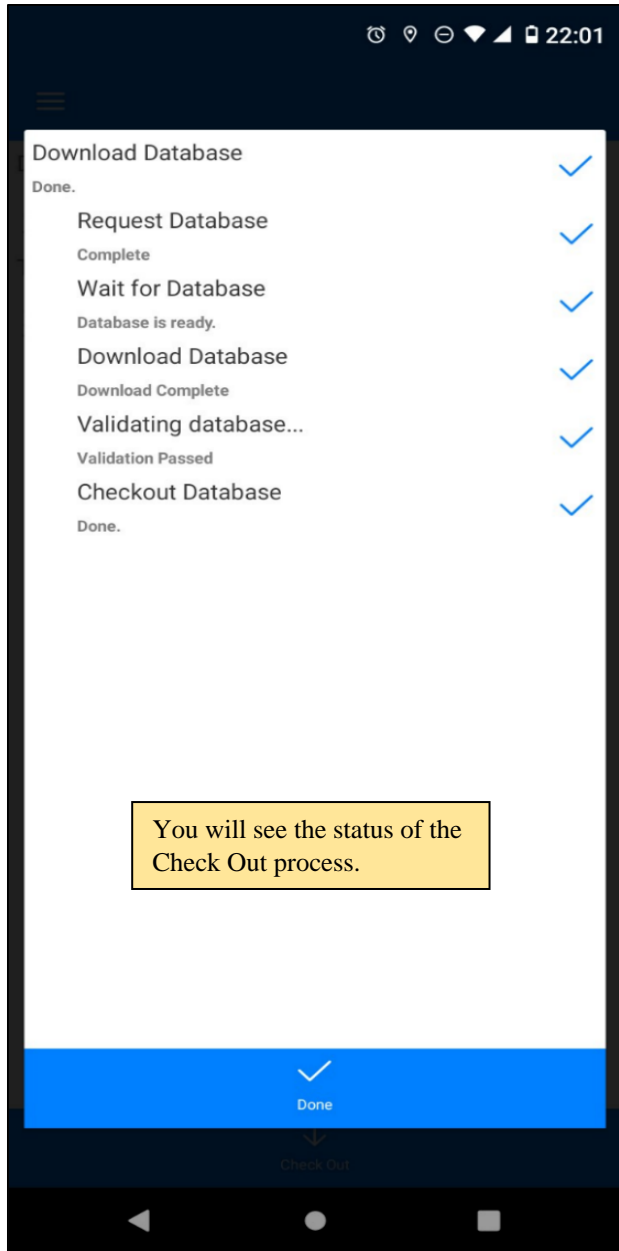 22:01
Download Database
Done.
Request Database
Complete
Wait for Database
Database is ready.
Download Database
Download Complete
Validating database...
Validation Passed
Checkout Database
Done.
You will see the status of the
Check Out process.
Done
Check Out